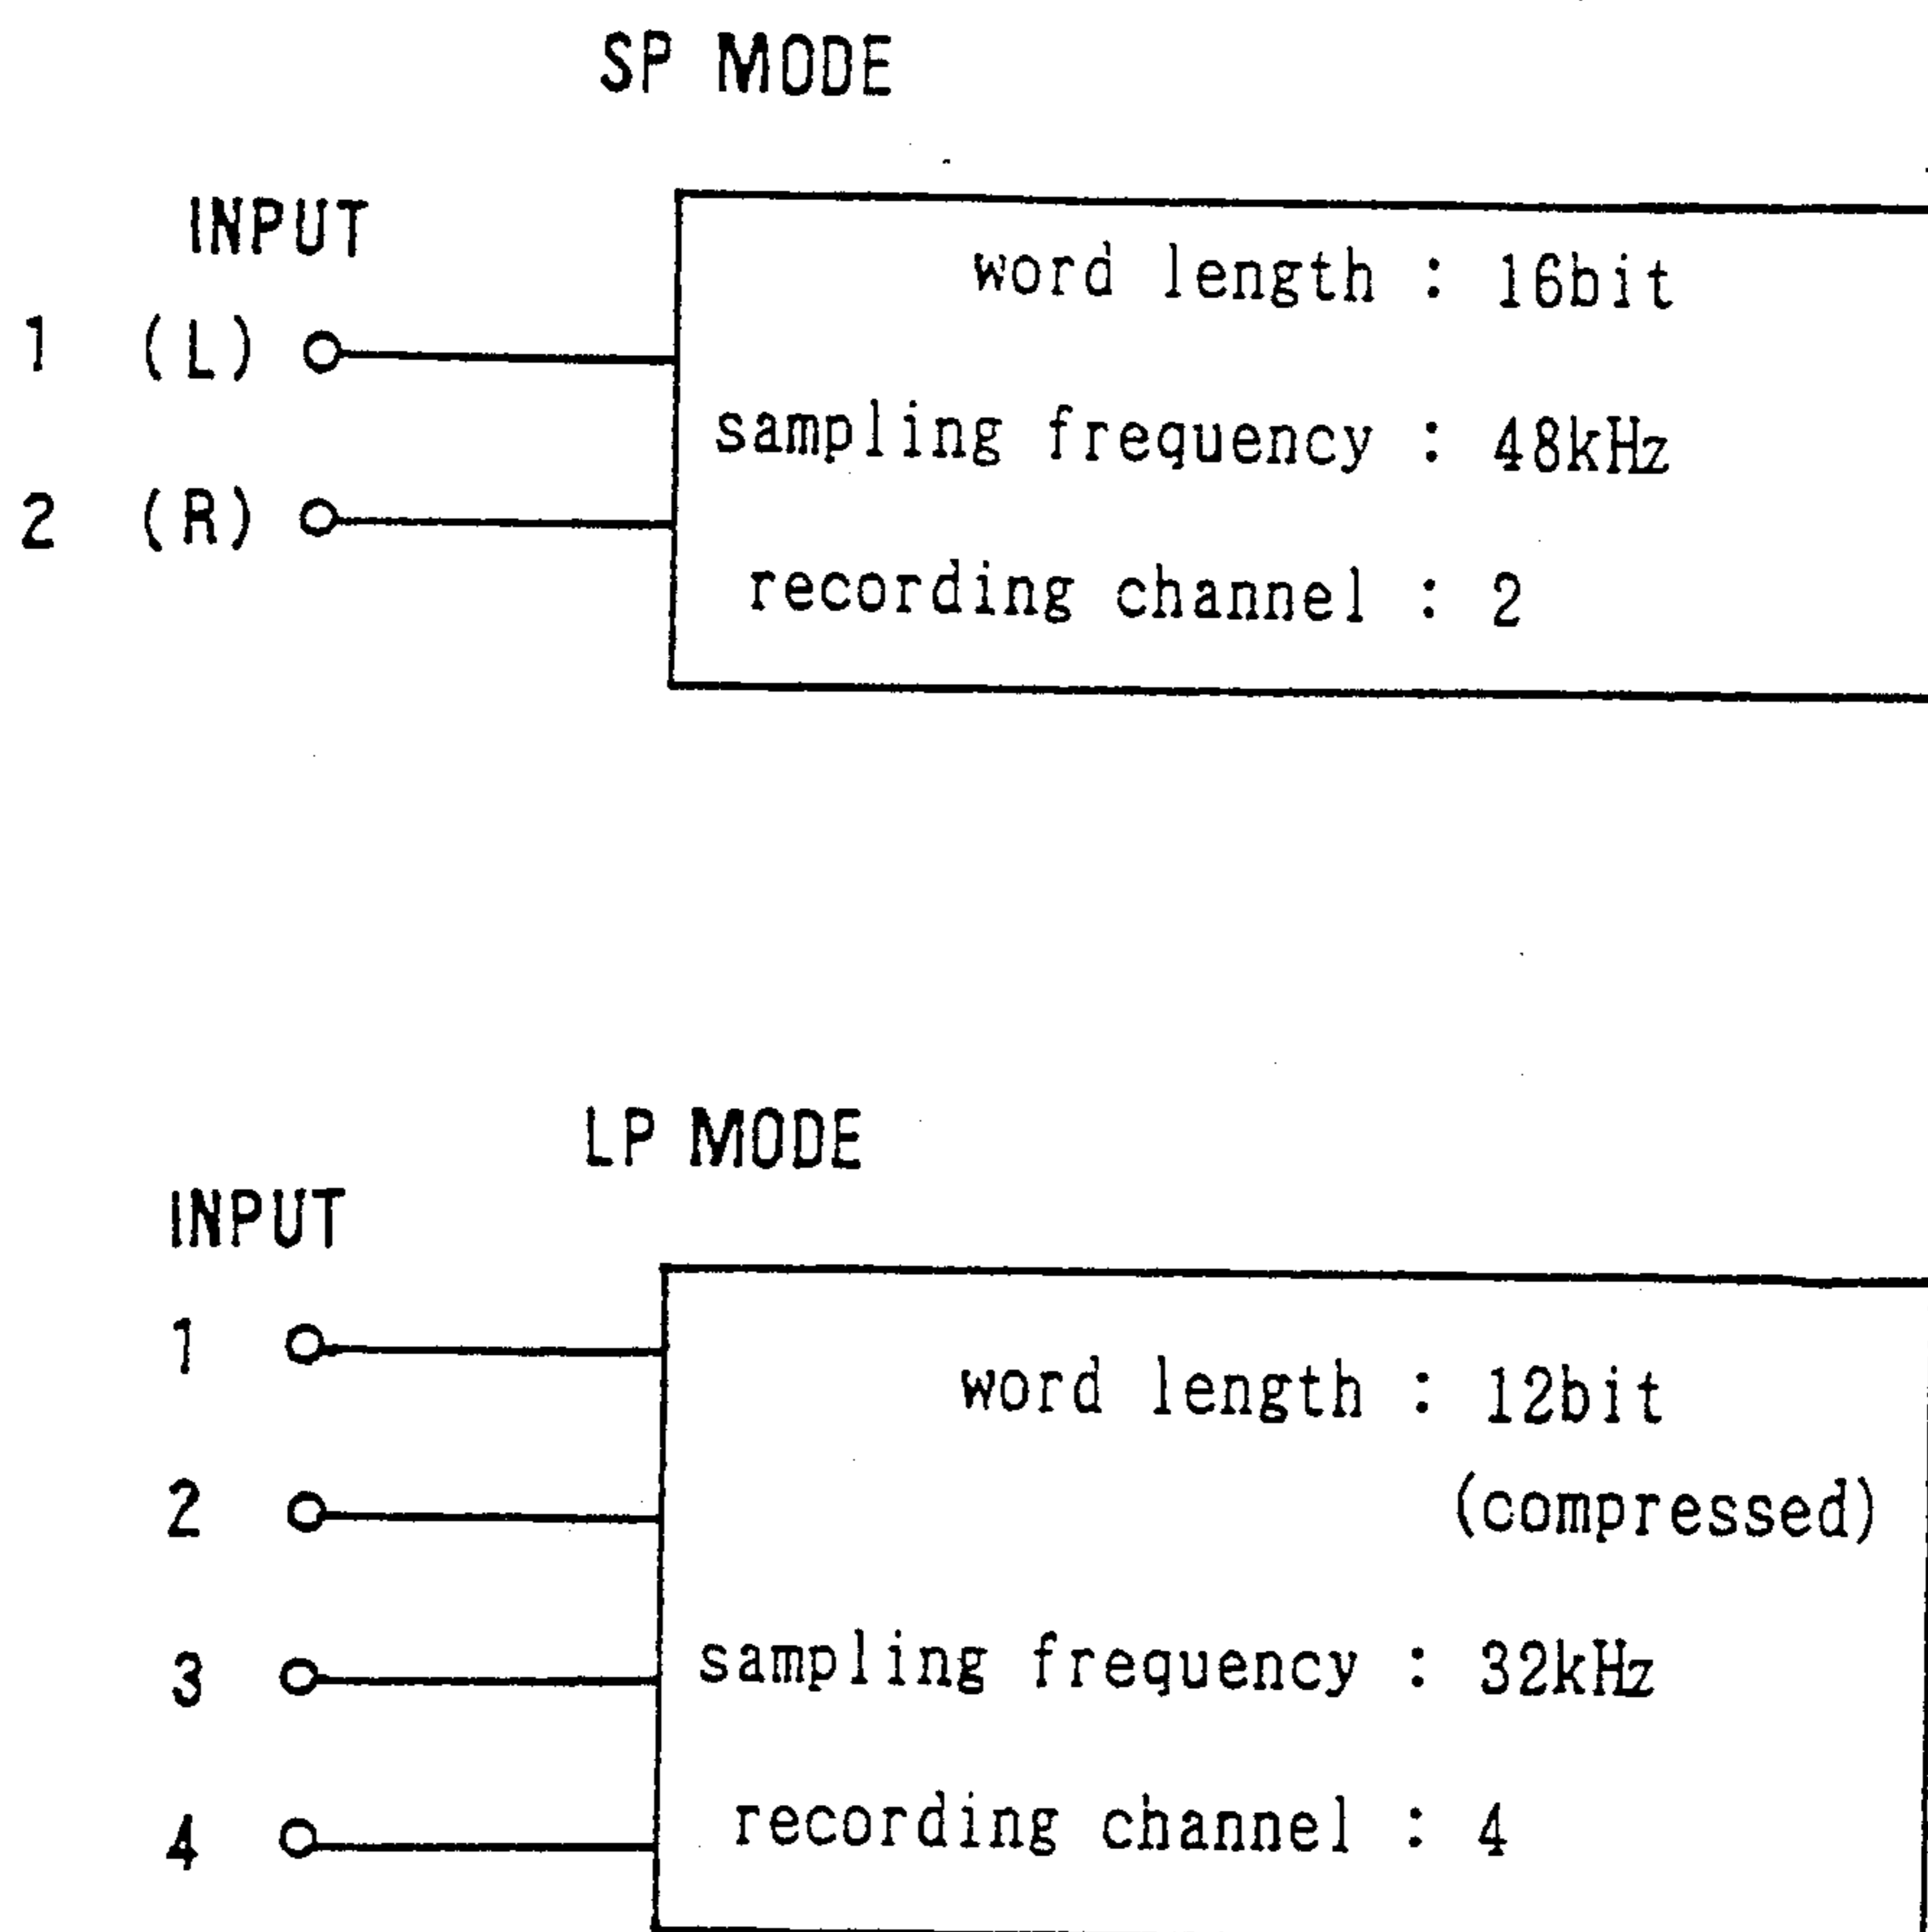 SP MODE
INPUT
word length : 16bit
1 (L)
sampling frequency : 48kHz
2 (R)
recording channel : 2
LP MODE
INPUT
1
word length : 12bit
2
(compressed)
3
sampling frequency : 32kHz
4
recording channel : 4